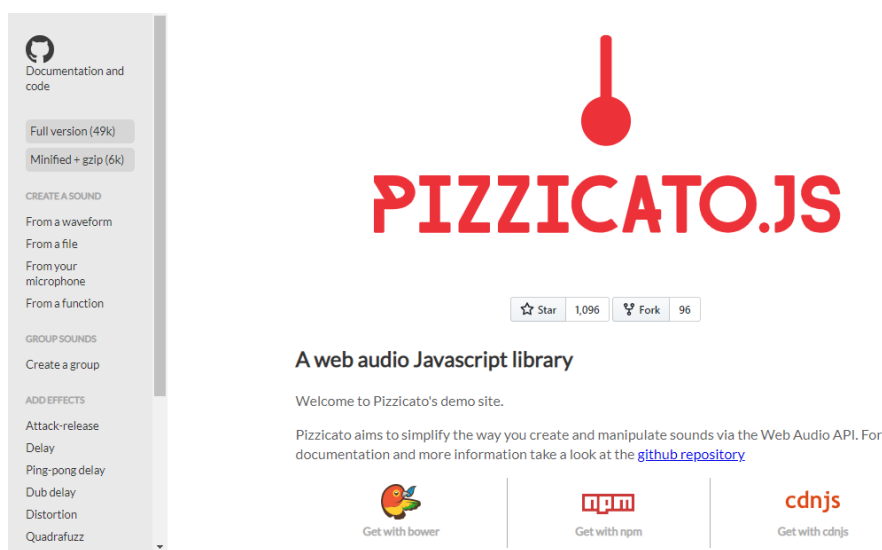 Documentation and
code
Full version (49k)
Minified + gzip (6k)
CREATE A SOUND
From a waveform
From a file
From your
microphone
From a function
GROUP SOUNDS
Create a group
ADD EFFECTS
Attack-release
Delay
Ping-pong delay
Dub delay
Distortion
Quadrafuzz
PIZZICATO.JS
Star 1,096 Fork 96
A web audio Javascript library
Welcome to Pizzicato's demo site.
Pizzicato aims to simplify the way you create and manipulate sounds via the Web Audio API. For
documentation and more information take a look at the github repository
npm cdnjs
Get with bower Get with npm Get with cdnjs